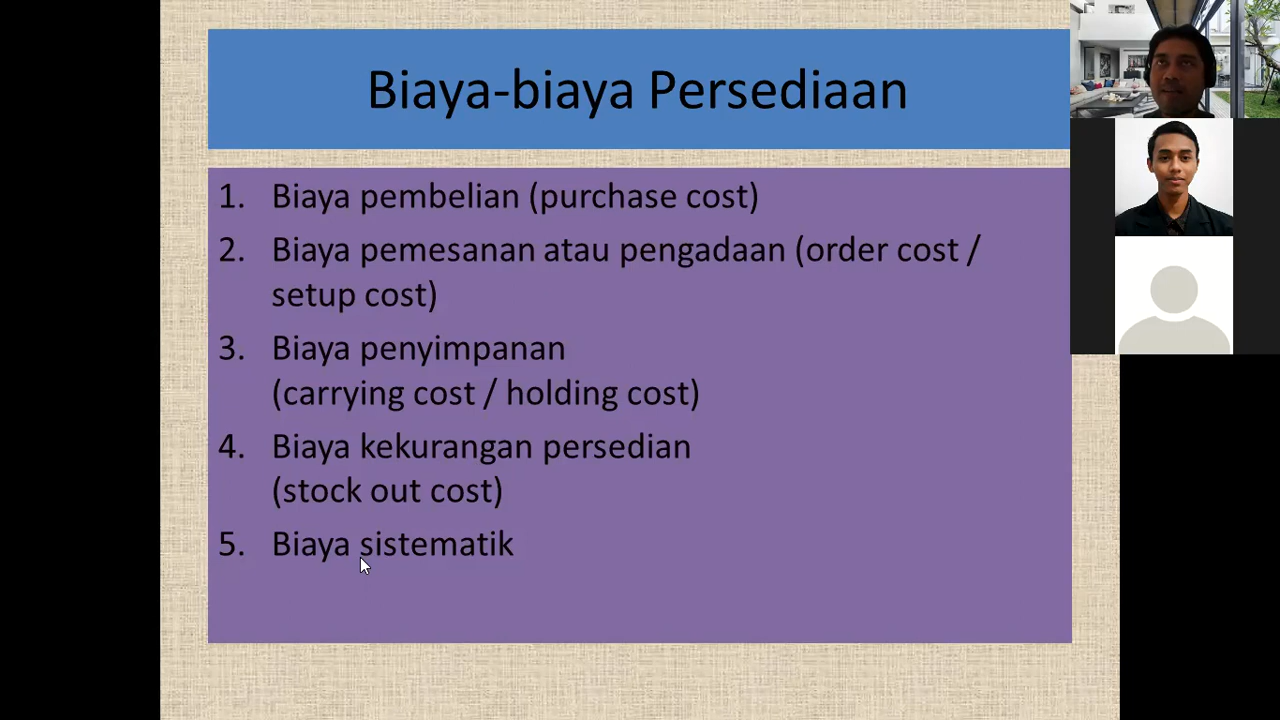 Biaya-biaya Persediaan
1. Biaya pembelian (purchase cost)
2. Biaya pemesanan atau pengadaan (order cost /
setup cost)
3. Biaya penyimpanan
(carrying cost / holding cost)
4. Biaya kekurangan persedian
(stock out cost)
5. Biaya sistematik